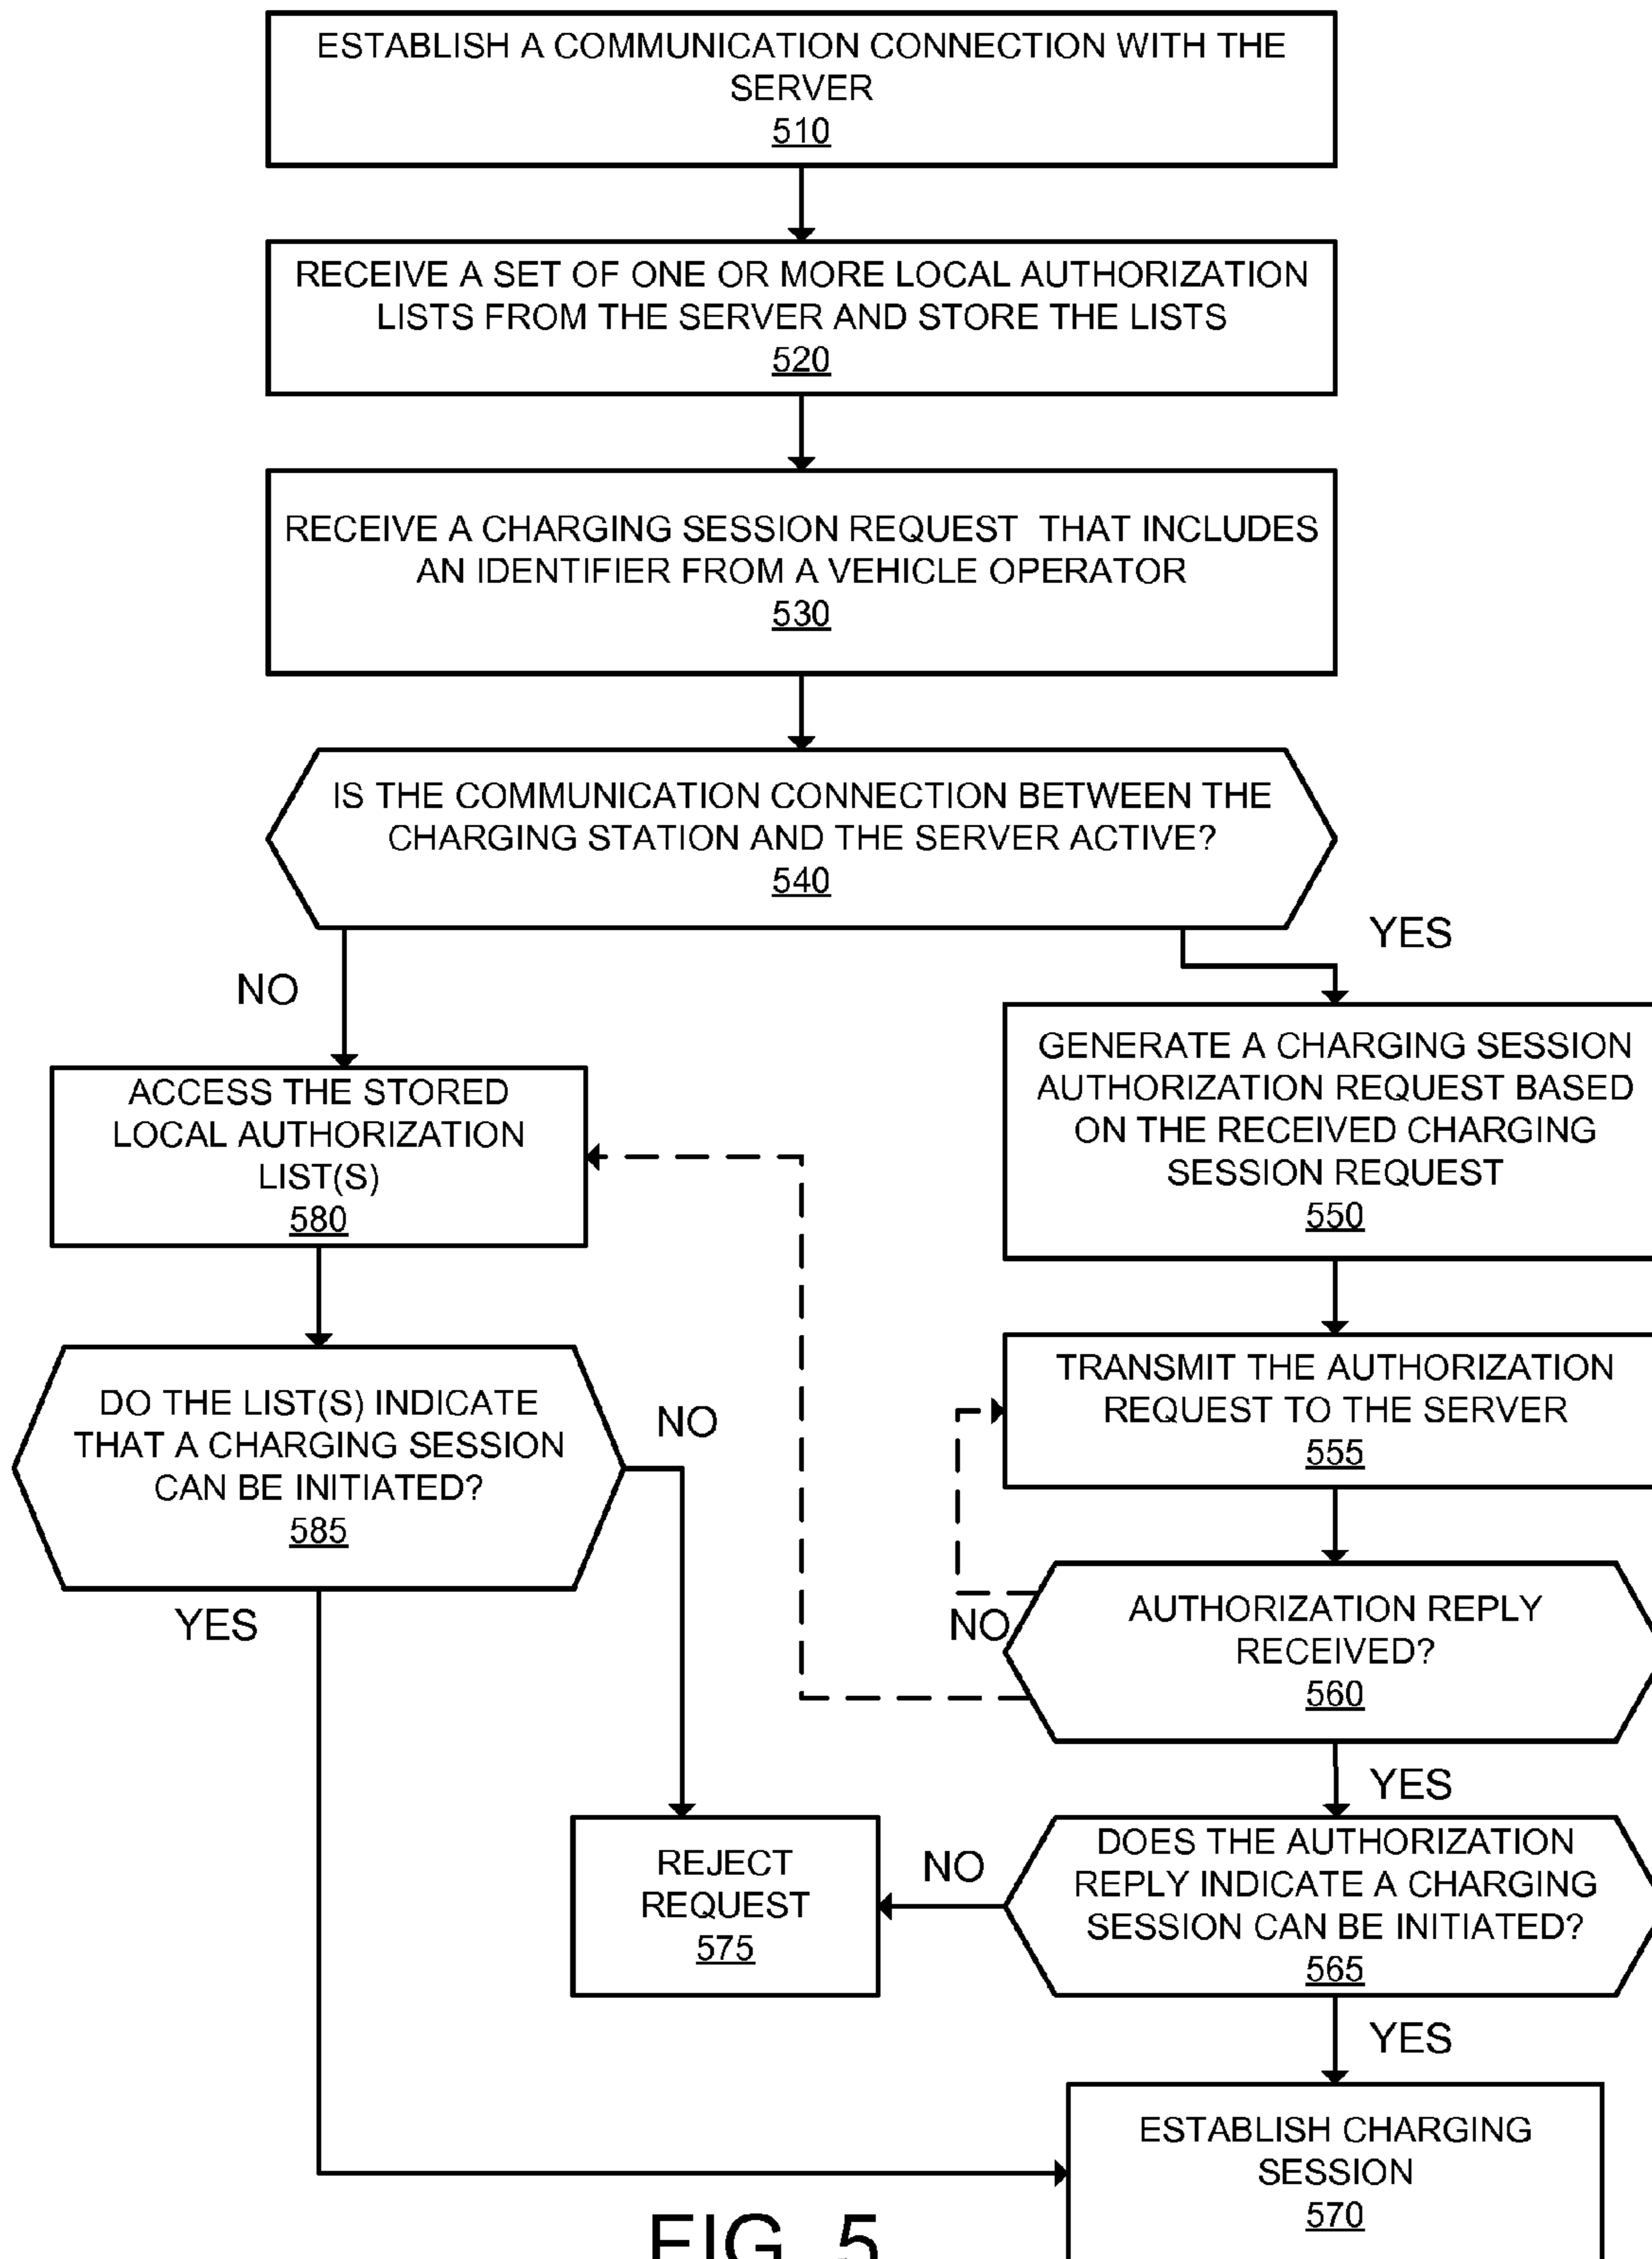 ESTABLISH A COMMUNICATION CONNECTION WITH THE
SERVER
510
RECEIVE A SET OF ONE OR MORE LOCAL AUTHORIZATION
LISTS FROM THE SERVER AND STORE THE LISTS
520
RECEIVE A CHARGING SESSION REQUEST THAT INCLUDES
AN IDENTIFIER FROM A VEHICLE OPERATOR
530
IS THE COMMUNICATION CONNECTION BETWEEN THE
CHARGING STATION AND THE SERVER ACTIVE?
540
YES
NO
GENERATE A CHARGING SESSION
AUTHORIZATION REQUEST BASED
ON THE RECEIVED CHARGING
SESSION REQUEST
550
ACCESS THE STORED
LOCAL AUTHORIZATION
LIST(S)
580
TRANSMIT THE AUTHORIZATION
REQUEST TO THE SERVER
555
DO THE LIST(S) INDICATE
THAT A CHARGING SESSION
CAN BE INITIATED?
585
NO
YES
NO
AUTHORIZATION REPLY
RECEIVED?
560
YES
DOES THE AUTHORIZATION
REPLY INDICATE A CHARGING
SESSION CAN BE INITIATED?
565
NO
REJECT
REQUEST
575
YES
ESTABLISH CHARGING
SESSION
570
FIG. 5